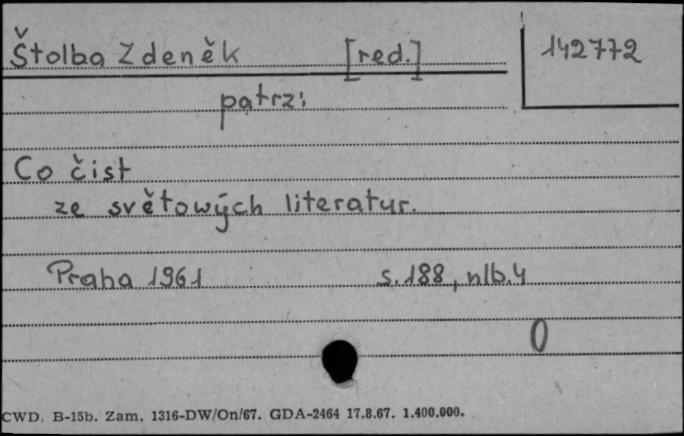 Štolba Zdeněk [red.] 142772
patrz:
Co čist
ze světowých literatur.
Praha 1961 s. 188, nlb. 4
0
CWD. B-15b. Zam. 1316-DW/On/67. GDA-2464 17.8.67. 1.400.000.